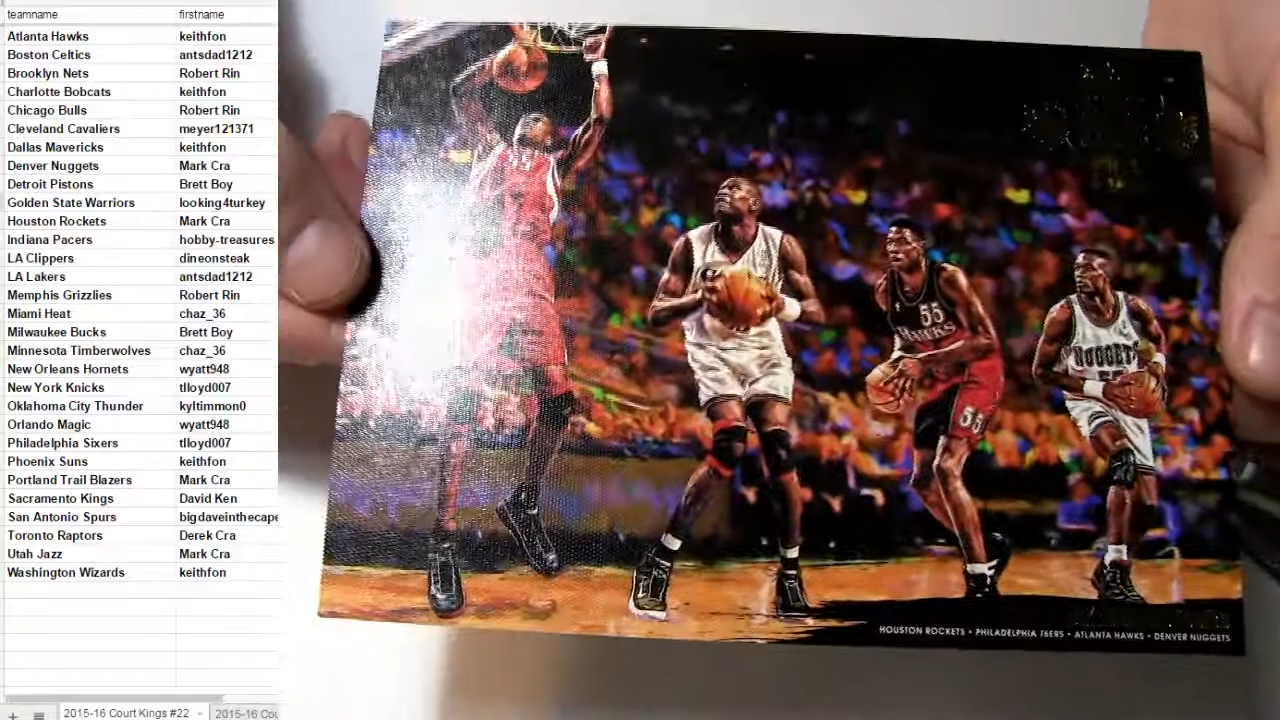 teamname firstname
Atlanta Hawks keithfon
Boston Celtics antsdad1212
Brooklyn Nets Robert Rin
Charlotte Bobcats keithfon
Chicago Bulls Robert Rin
Cleveland Cavaliers meyer121371
Dallas Mavericks keithfon
Denver Nuggets Mark Cra
Detroit Pistons Brett Boy
Golden State Warriors looking4turkey
Houston Rockets Mark Cra
Indiana Pacers hobby-treasures
LA Clippers dineonsteak
LA Lakers antsdad1212
Memphis Grizzlies Robert Rin
Miami Heat chaz_36
Milwaukee Bucks Brett Boy
Minnesota Timberwolves chaz_36
New Orleans Hornets wyatt948
New York Knicks tlloyd007
Oklahoma City Thunder kyltimmon0
Orlando Magic wyatt948
Philadelphia Sixers tlloyd007
Phoenix Suns keithfon
Portland Trail Blazers Mark Cra
Sacramento Kings David Ken
San Antonio Spurs bigdaveinthecape
Toronto Raptors Derek Cra
Utah Jazz Mark Cra
Washington Wizards keithfon
2015-16 Court Kings #22 2015-16 Cou
55
HAWKS
55
NUGGETS
HOUSTON ROCKETS • PHILADELPHIA 76ERS • ATLANTA HAWKS • DENVER NUGGETS